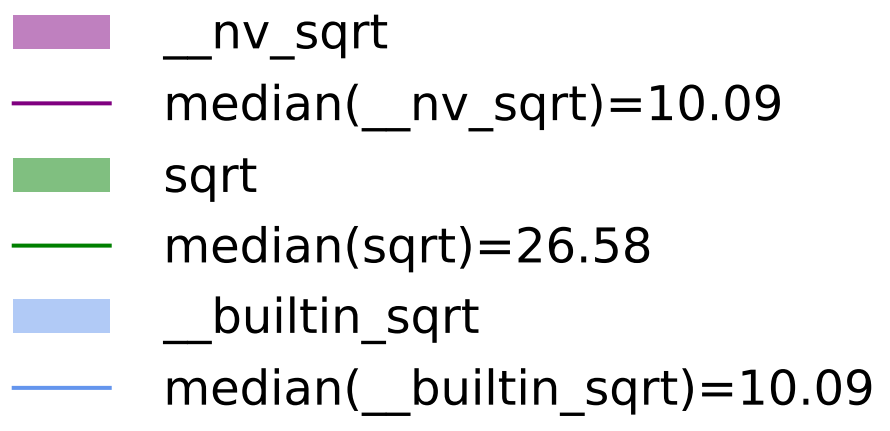 __nv_sqrt
median(__nv_sqrt)=10.09
sqrt
median(sqrt)=26.58
__builtin_sqrt
median(__builtin_sqrt)=10.09